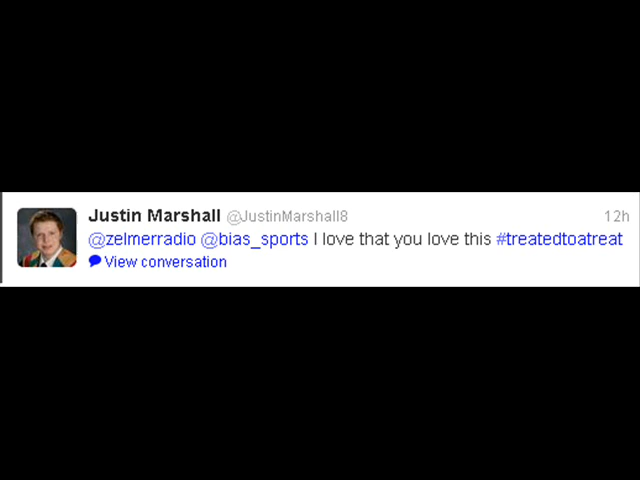 Justin Marshall @JustinMarshall8 12h
@zelmerradio @bias_sports I love that you love this #treatedtoatreat
View conversation